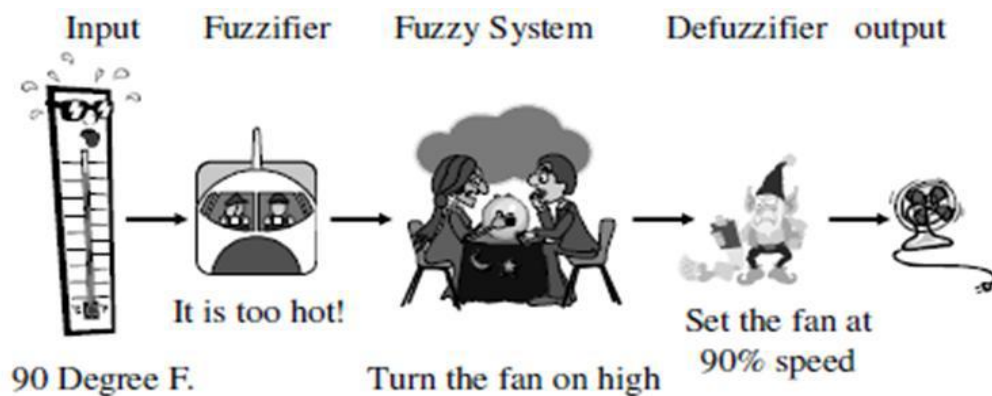 Input Fuzzifier Fuzzy System Defuzzifier output
It is too hot!
Set the fan at
90% speed
90 Degree F.
Turn the fan on high